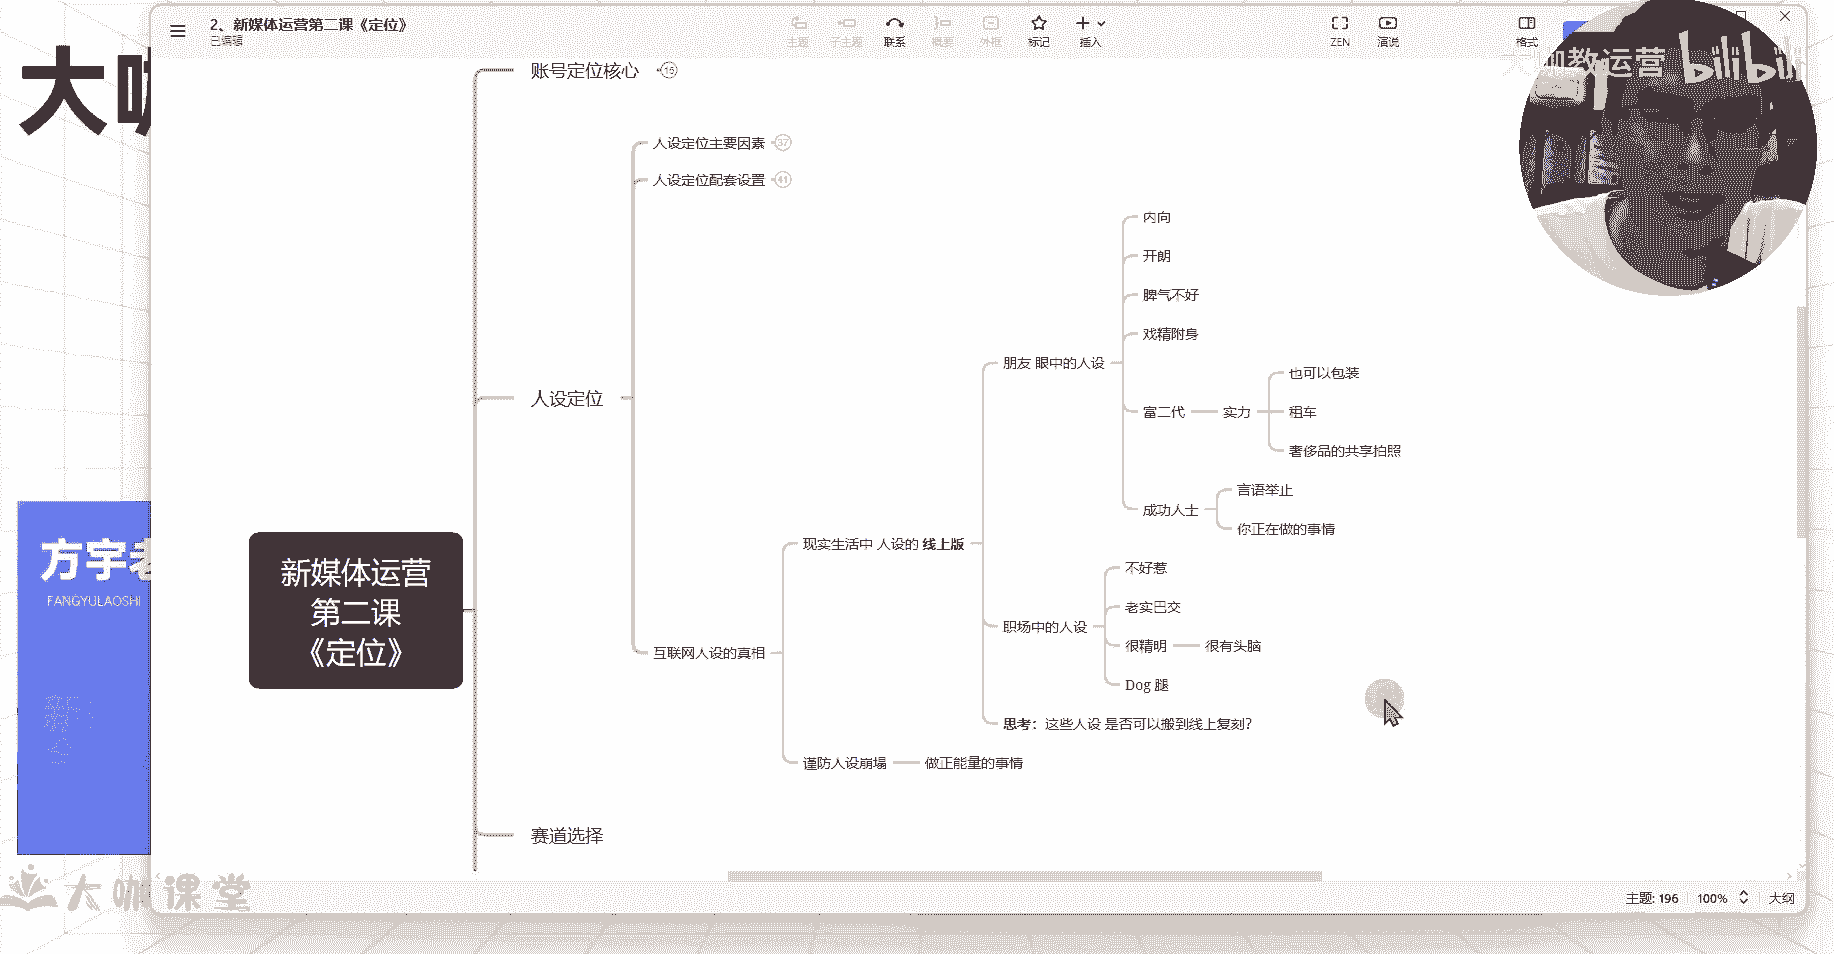 2、新媒体运营第二课《定位》
已编辑
主题
子主题
联系
概要
外框
标记
插入
ZEN
演说
格式
咖教运营
bilibili
大咖
账号定位核心
16
人设定位主要因素
37
人设定位配套设置
41
内向
开朗
脾气不好
戏精附身
朋友 眼中的人设
也可以包装
人设定位
富二代
实力
租车
奢侈品的共享拍照
言语举止
成功人士
你正在做的事情
现实生活中 人设的 线上版
方宇老
FANGYULAOSHI
新媒体运营
第二课
《定位》
不好惹
老实巴交
职场中的人设
很精明
很有头脑
互联网人设的真相
Dog 腿
思考：这些人设 是否可以搬到线上复刻？
谨防人设崩塌
做正能量的事情
赛道选择
大咖课堂
主题: 196
100%
大纲